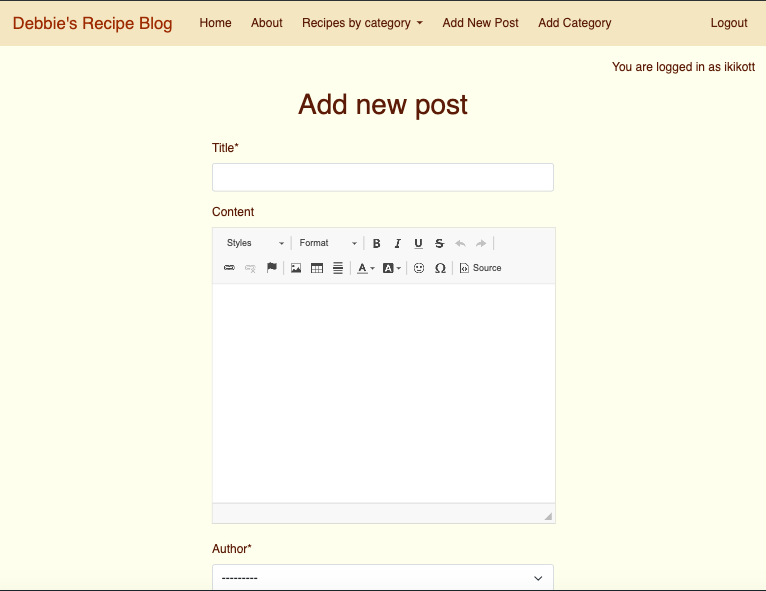 Debbie's Recipe Blog Home About Recipes by category Add New Post Add Category Logout
You are logged in as ikikott
Add new post
Title*
Content
Styles Format B I U S
A A Ω Source
Author*
---------